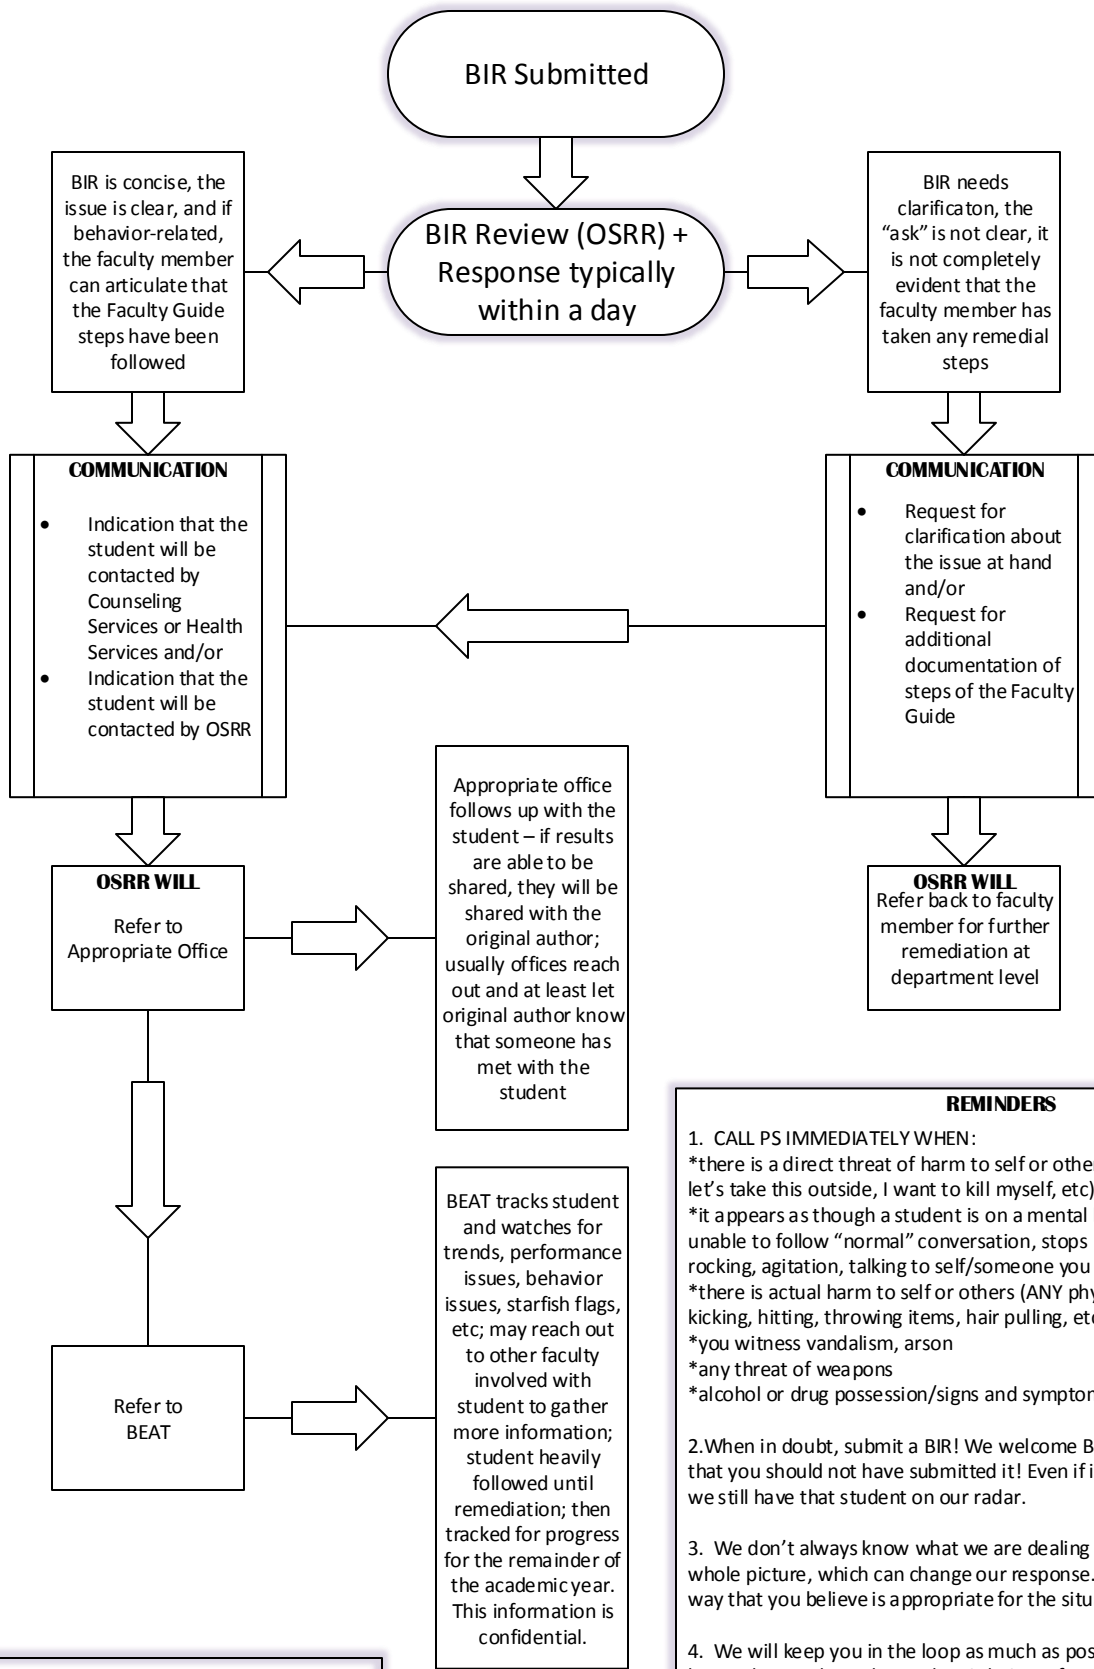 BIR Submitted
BIR Review (OSRR) +
Response typically
within a day
BIR is concise, the
issue is clear, and if
behavior-related,
the faculty member
can articulate that
the Faculty Guide
steps have been
followed
BIR needs
clarificaton, the
“ask” is not clear, it
is not completely
evident that the
faculty member has
taken any remedial
steps
COMMUNICATION
• Indication that the
student will be
contacted by
Counseling
Services or Health
Services and/or
• Indication that the
student will be
contacted by OSRR
COMMUNICATION
• Request for
clarification about
the issue at hand
and/or
• Request for
additional
documentation of
steps of the Faculty
Guide
OSRR WILL
Refer to
Appropriate Office
Appropriate office
follows up with the
student – if results
are able to be
shared, they will be
shared with the
original author;
usually offices reach
out and at least let
original author know
that someone has
met with the
student
OSRR WILL
Refer back to faculty
member for further
remediation at
department level
Refer to
BEAT
BEAT tracks student
and watches for
trends, performance
issues, behavior
issues, starfish flags,
etc; may reach out
to other faculty
involved with
student to gather
more information;
student heavily
followed until
remediation; then
tracked for progress
for the remainder of
the academic year.
This information is
confidential.
REMINDERS
1. CALL PS IMMEDIATELY WHEN:
*there is a direct threat of harm to self or othe
let’s take this outside, I want to kill myself, etc)
*it appears as though a student is on a mental
unable to follow “normal” conversation, stops
rocking, agitation, talking to self/someone you
*there is actual harm to self or others (ANY phy
kicking, hitting, throwing items, hair pulling, etc
*you witness vandalism, arson
*any threat of weapons
*alcohol or drug possession/signs and sympton
2.When in doubt, submit a BIR! We welcome B
that you should not have submitted it! Even if i
we still have that student on our radar.
3. We don’t always know what we are dealing
whole picture, which can change our response.
way that you believe is appropriate for the situ
4. We will keep you in the loop as much as pos